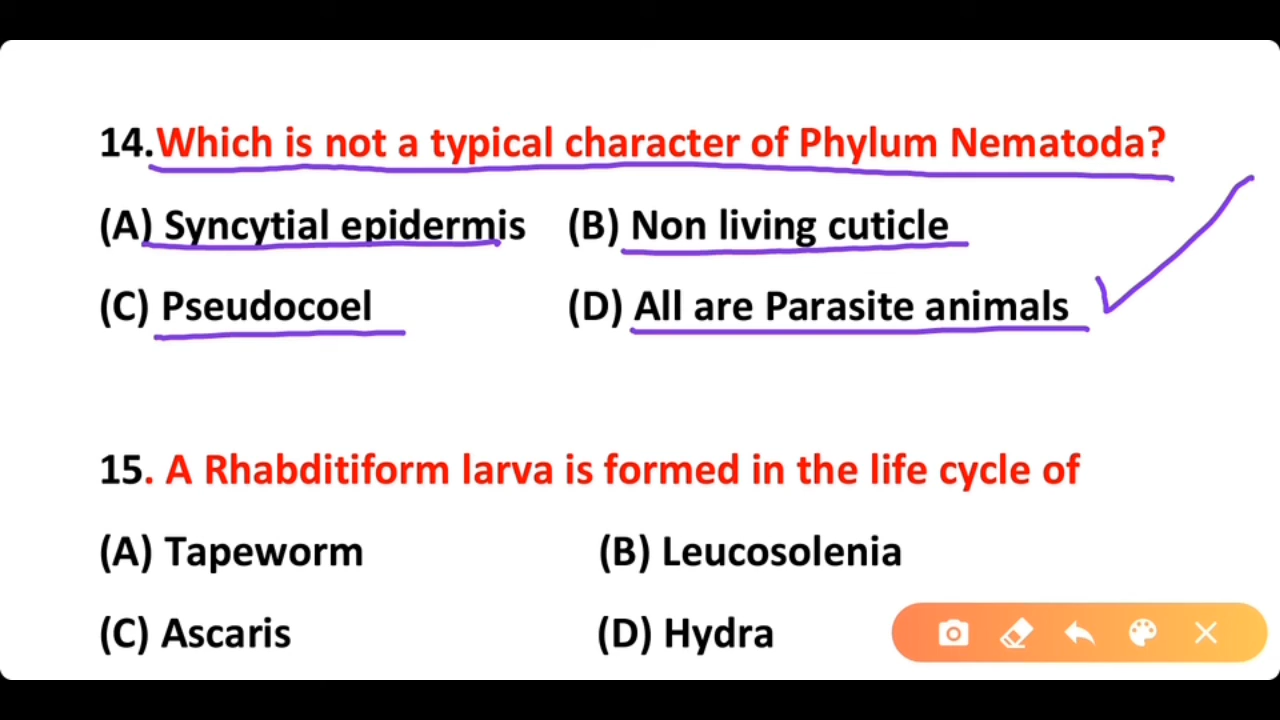 14.Which is not a typical character of Phylum Nematoda?
(A) Syncytial epidermis (B) Non living cuticle
(C) Pseudocoel (D) All are Parasite animals
15. A Rhabditiform larva is formed in the life cycle of
(A) Tapeworm (B) Leucosolenia
(C) Ascaris (D) Hydra